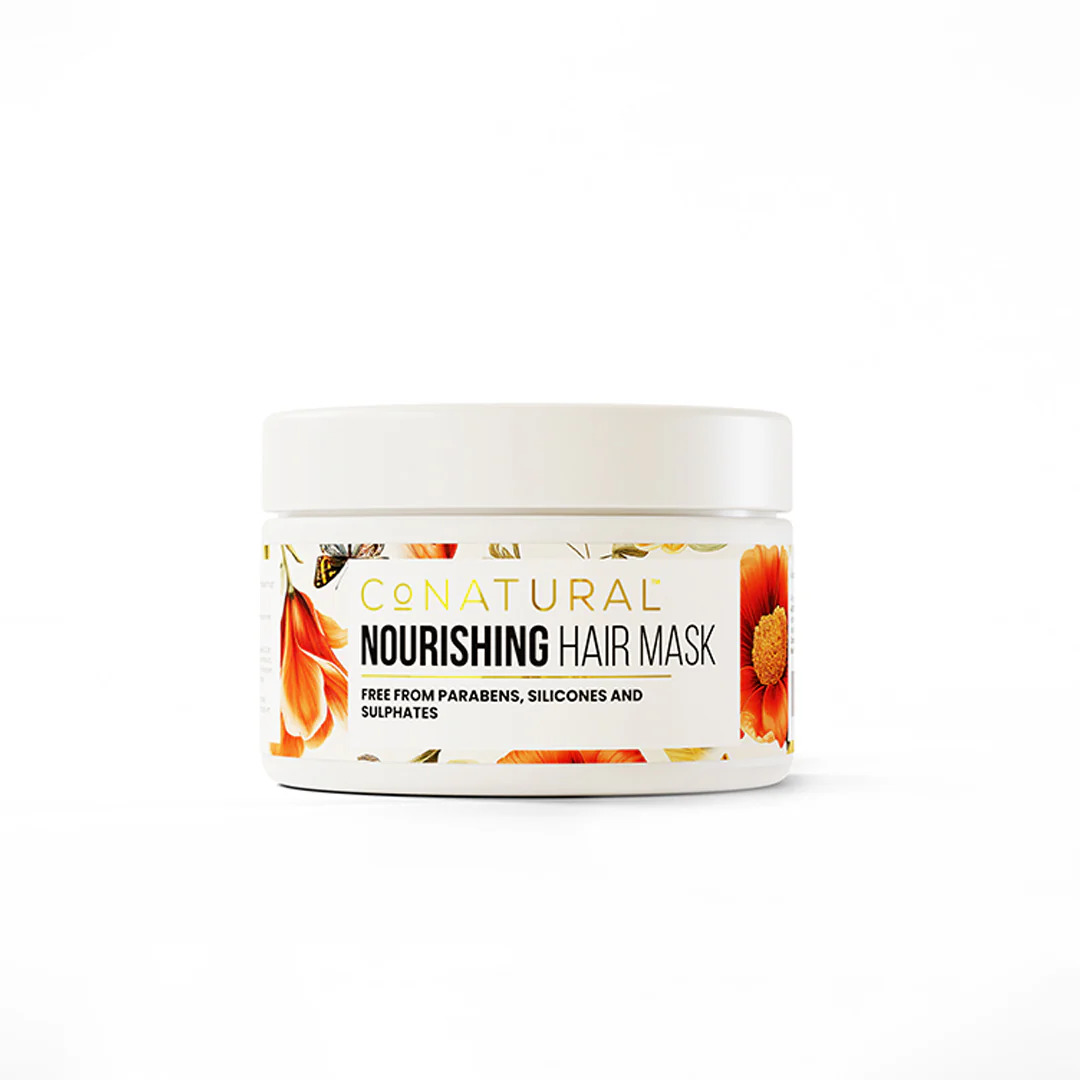 CoNATURAL™
NOURISHING HAIR MASK
FREE FROM PARABENS, SILICONES AND
SULPHATES